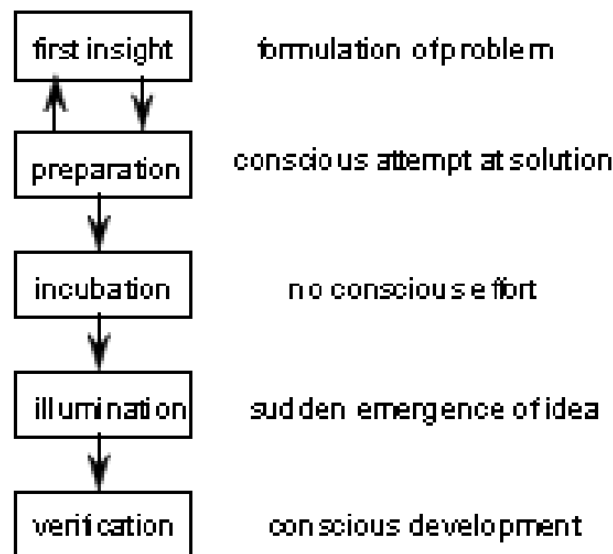 first insight formulation of problem
preparation conscious attempt at solution
incubation no conscious effort
illumination sudden emergence of idea
verification conscious development